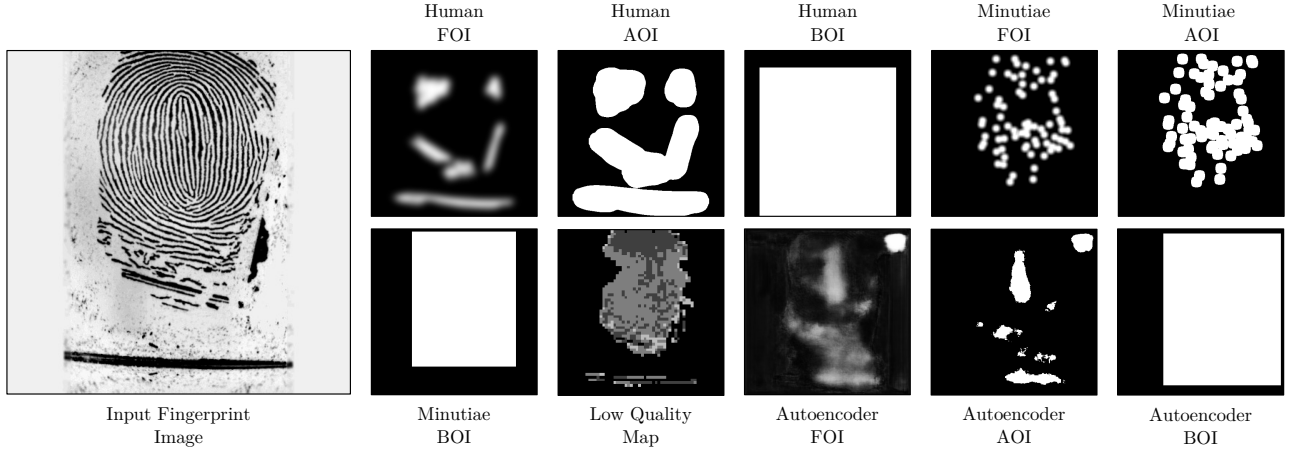 Human
FOI
Human
AOI
Human
BOI
Minutiae
FOI
Minutiae
AOI
Input Fingerprint
Image
Minutiae
BOI
Low Quality
Map
Autoencoder
FOI
Autoencoder
AOI
Autoencoder
BOI